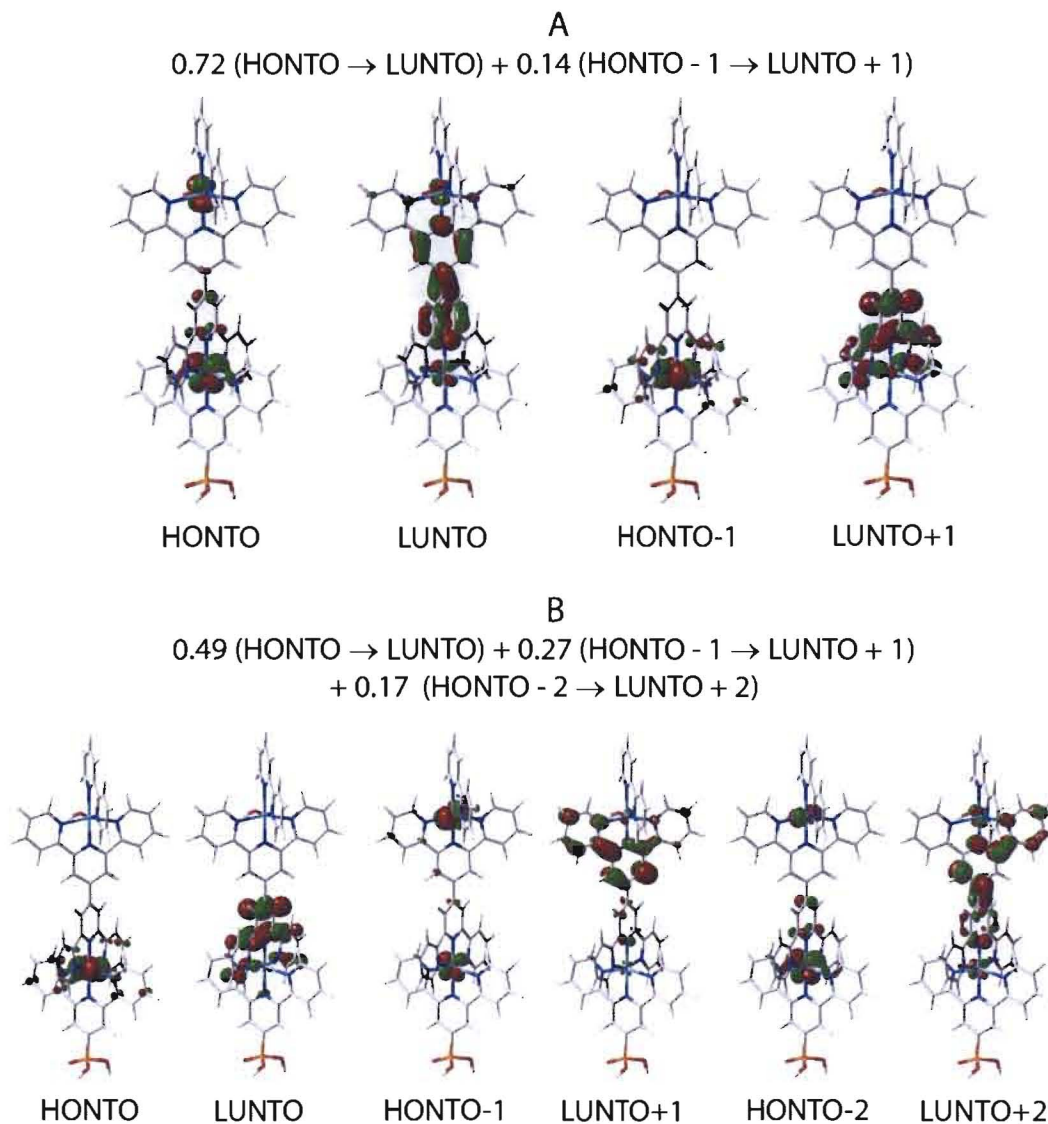 A
0.72 (HONTO → LUNTO) + 0.14 (HONTO - 1 → LUNTO + 1)
HONTO LUNTO HONTO-1 LUNTO+1
B
0.49 (HONTO → LUNTO) + 0.27 (HONTO - 1 → LUNTO + 1)
+ 0.17 (HONTO - 2 → LUNTO + 2)
HONTO LUNTO HONTO-1 LUNTO+1 HONTO-2 LUNTO+2